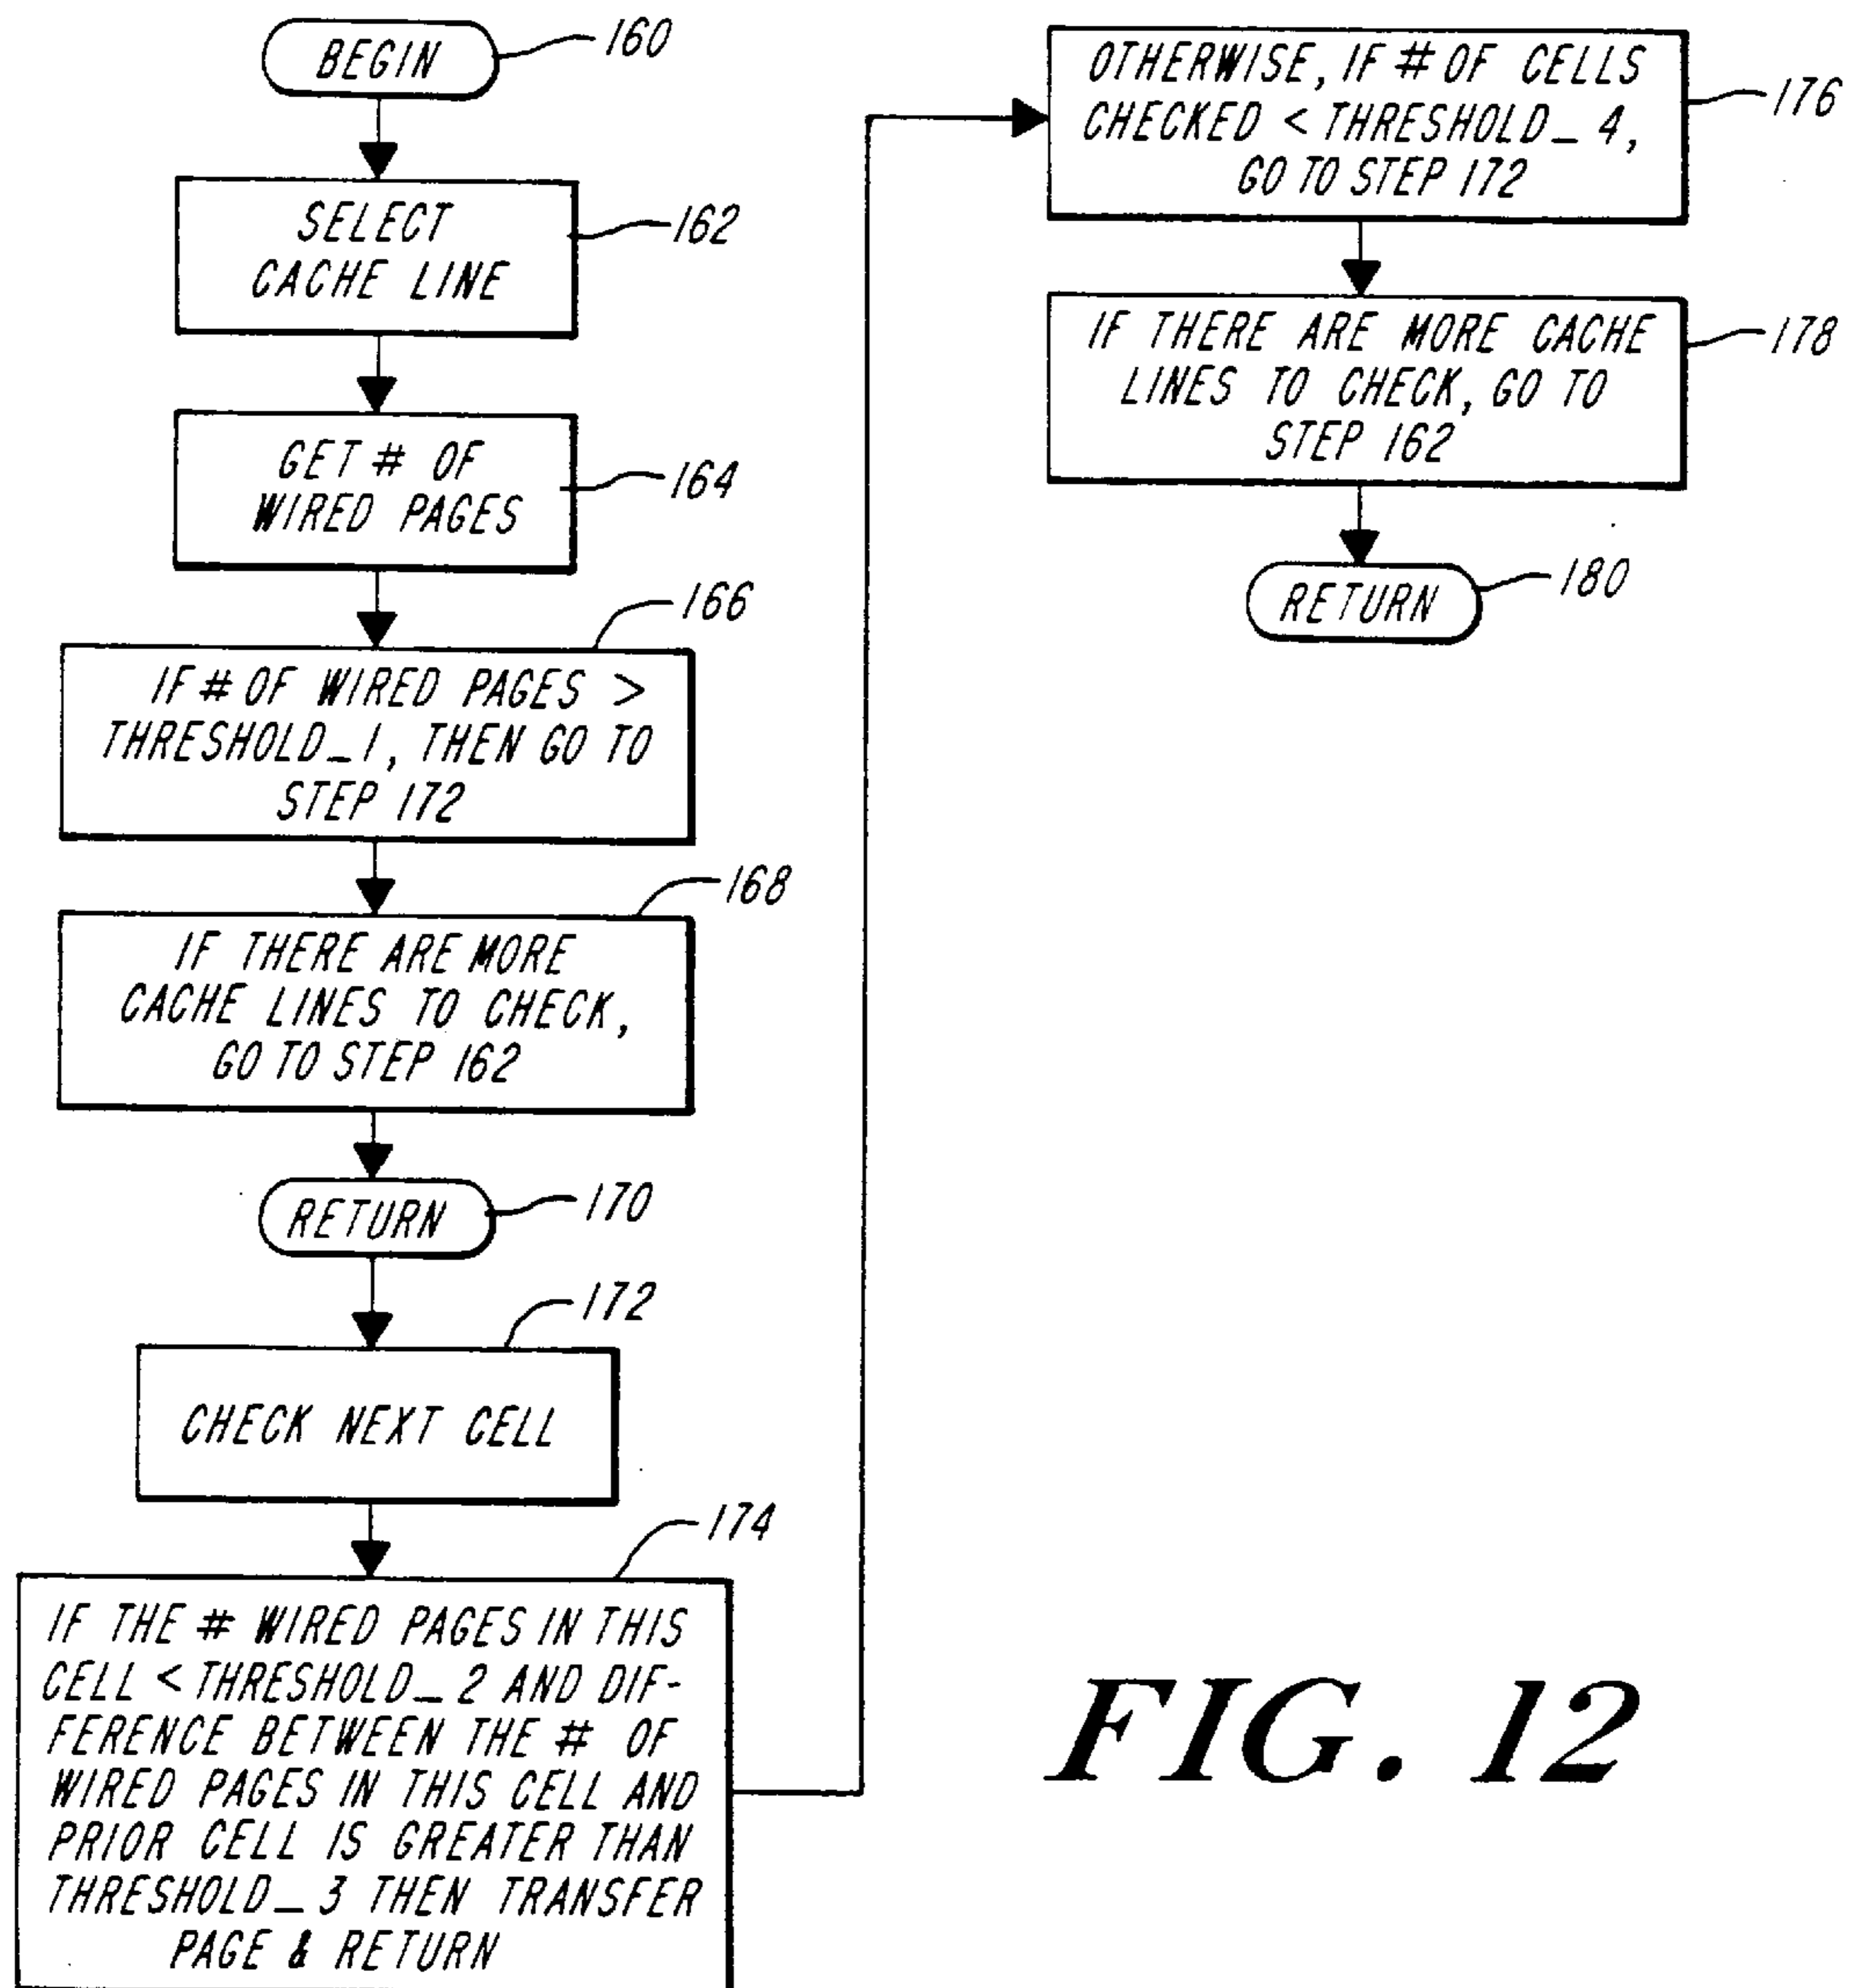 BEGIN
160
SELECT
CACHE LINE
162
GET # OF
WIRED PAGES
164
166
IF # OF WIRED PAGES >
THRESHOLD_1, THEN GO TO
STEP 172
168
IF THERE ARE MORE
CACHE LINES TO CHECK,
GO TO STEP 162
RETURN
170
172
CHECK NEXT CELL
174
IF THE # WIRED PAGES IN THIS
CELL < THRESHOLD_2 AND DIF-
FERENCE BETWEEN THE # OF
WIRED PAGES IN THIS CELL AND
PRIOR CELL IS GREATER THAN
THRESHOLD_3 THEN TRANSFER
PAGE & RETURN
OTHERWISE, IF # OF CELLS
CHECKED < THRESHOLD_4,
GO TO STEP 172
176
IF THERE ARE MORE CACHE
LINES TO CHECK, GO TO
STEP 162
178
RETURN
180
FIG. 12